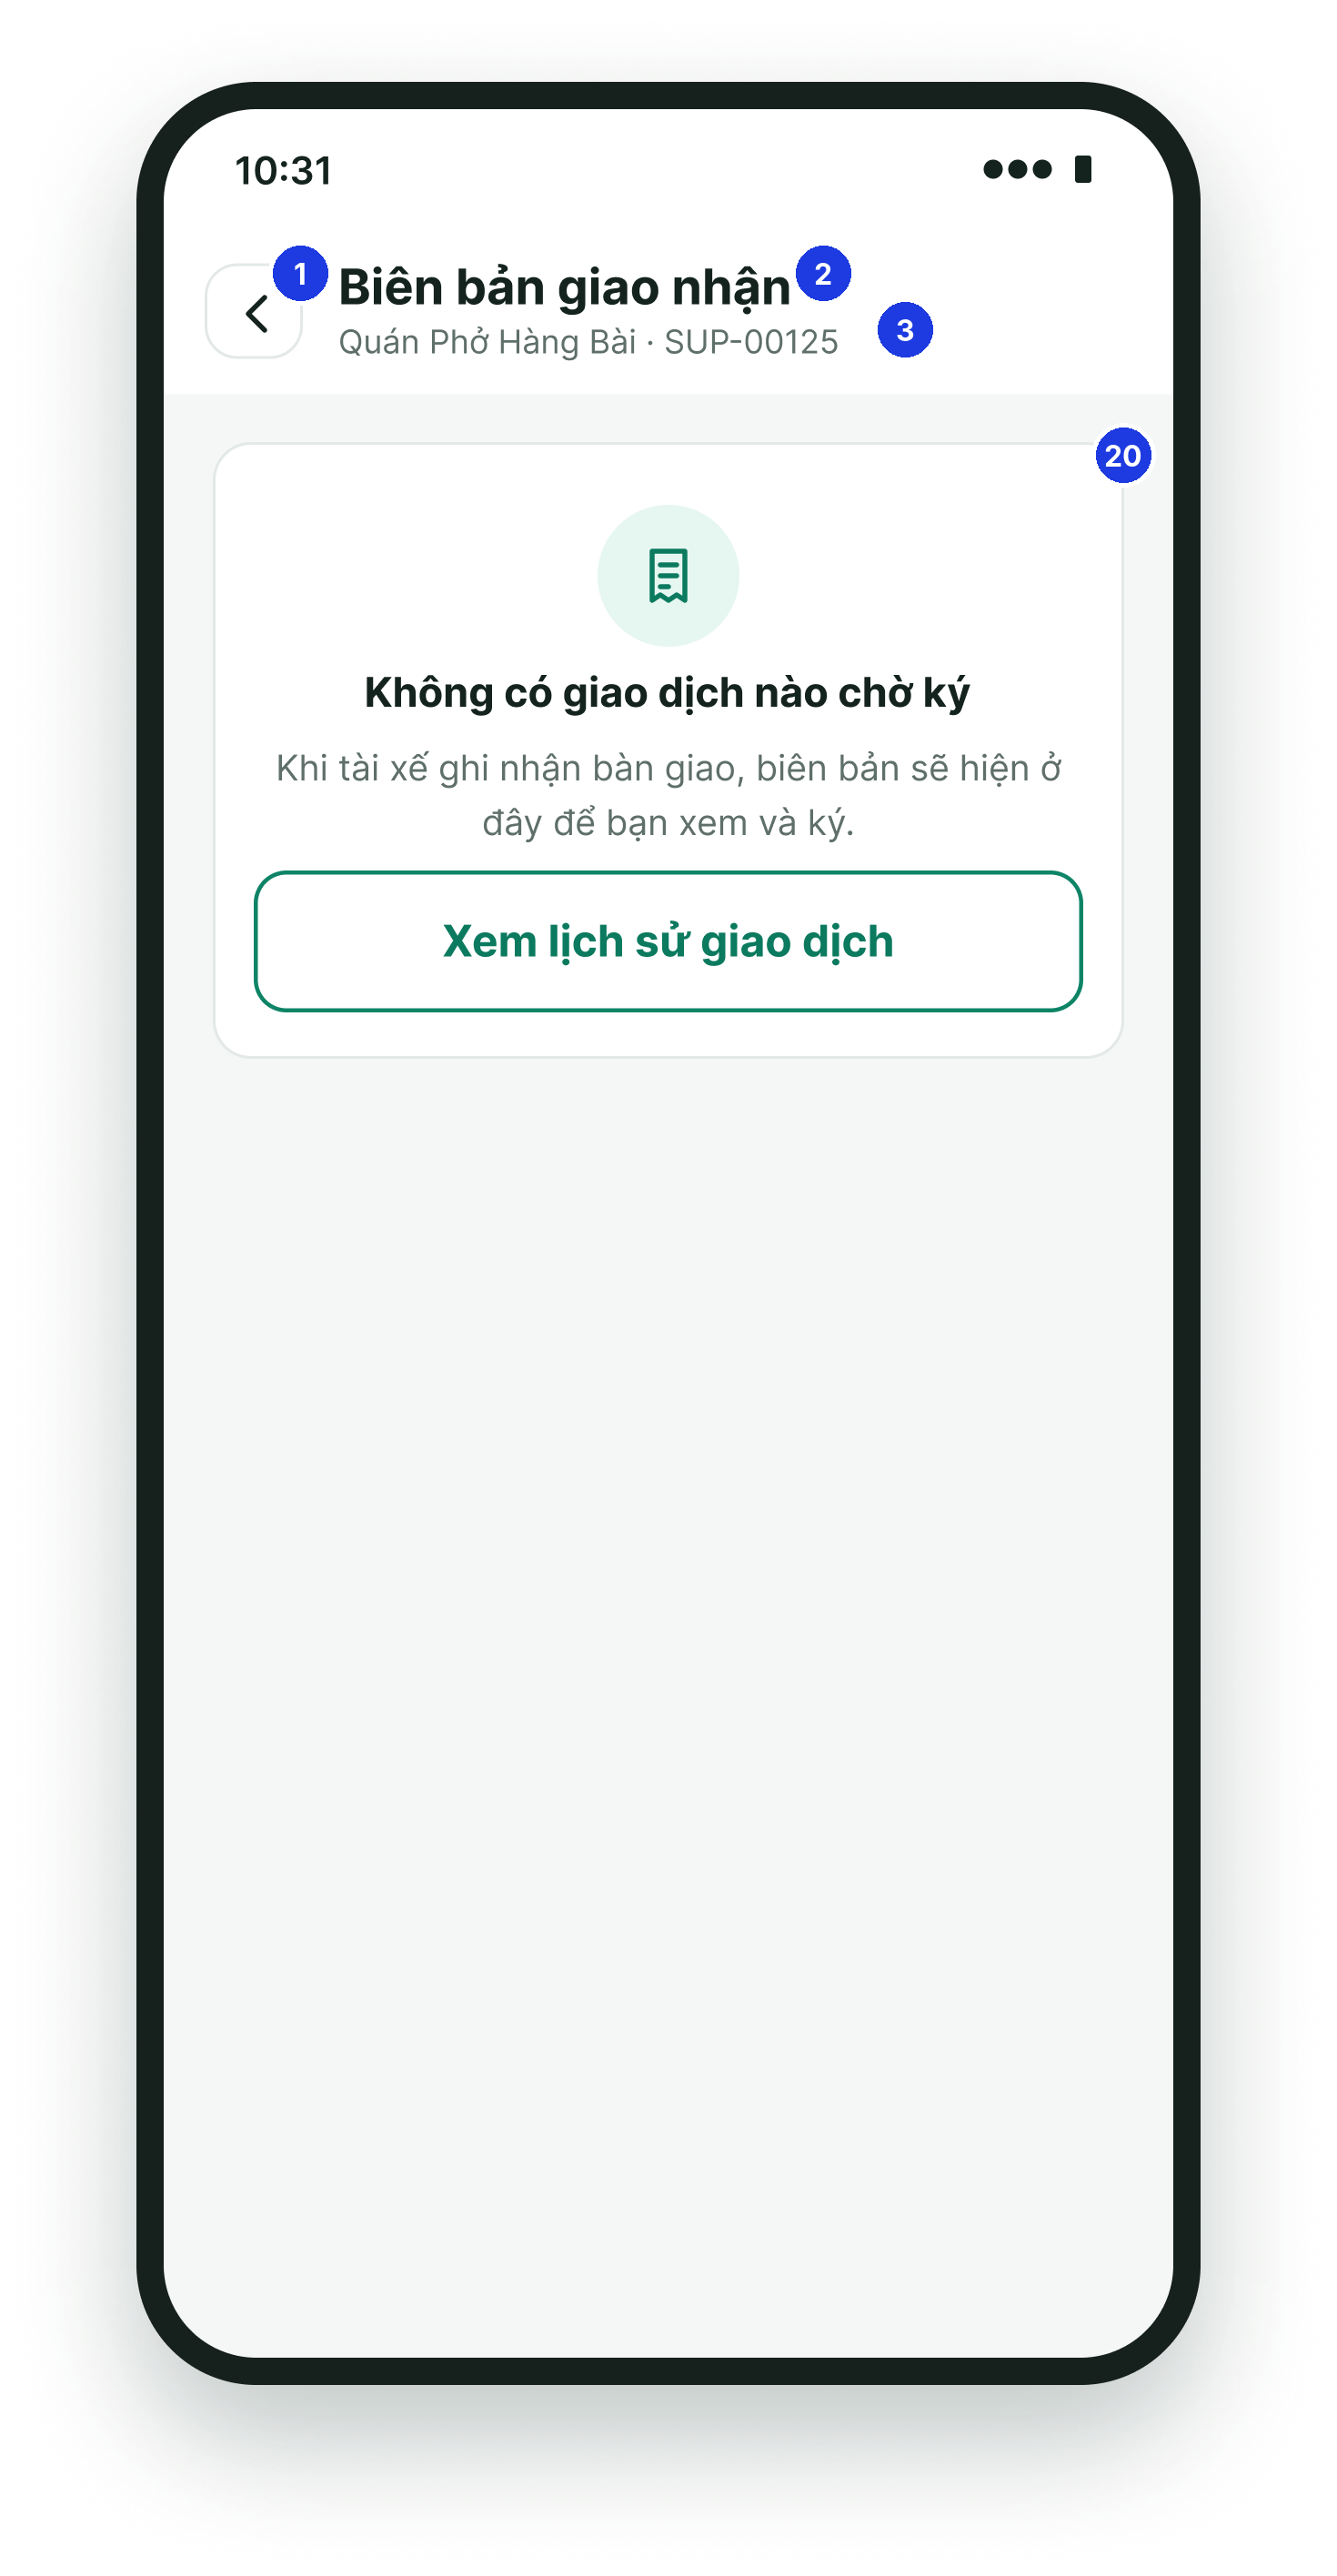 10:31
1
Biên bản giao nhận
2
Quán Phở Hàng Bài · SUP-00125
3
20
Không có giao dịch nào chờ ký
Khi tài xế ghi nhận bàn giao, biên bản sẽ hiện ở
đây để bạn xem và ký.
Xem lịch sử giao dịch